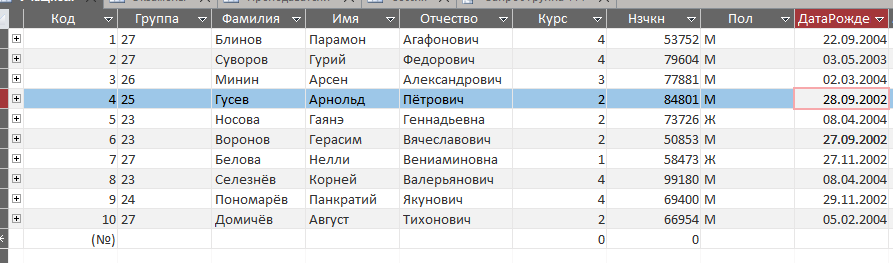 Код Группа Фамилия Имя Отчество Курс Нзчкн Пол ДатаРожде
1 27 Блинов Парамон Агафонович 4 53752 М 22.09.2004
2 27 Суворов Гурий Федорович 4 79604 М 03.05.2003
3 26 Минин Арсен Александрович 3 77881 М 02.03.2004
4 25 Гусев Арнольд Пётрович 2 84801 М 28.09.2002
5 23 Носова Гаянэ Геннадьевна 2 73726 Ж 08.04.2004
6 23 Воронов Герасим Вячеславович 2 50853 М 27.09.2002
7 27 Белова Нелли Вениаминовна 1 58473 Ж 27.11.2002
8 23 Селезнёв Корней Валерьянович 4 99180 М 08.04.2004
9 24 Пономарёв Панкратий Якунович 4 69400 М 29.11.2002
10 27 Домичёв Август Тихонович 2 66954 М 05.02.2004
(№) 0 0